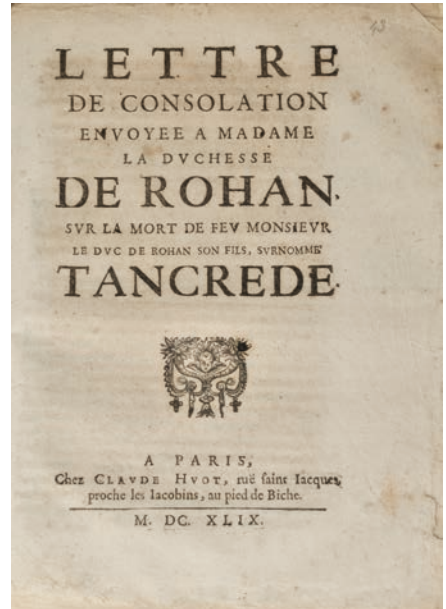 43
LETTRE
DE CONSOLATION
ENVOYEE A MADAME
LA DVCHESSE
DE ROHAN.
SVR LA MORT DE FEV MONSIEVR
LE DVC DE ROHAN SON FILS, SVRNOMMÉ
TANCREDE.
A PARIS,
Chez CLAVDE HVOT, ruë saint Iacques,
proche les Iacobins, au pied de Biche.
M. DC. XLIX.